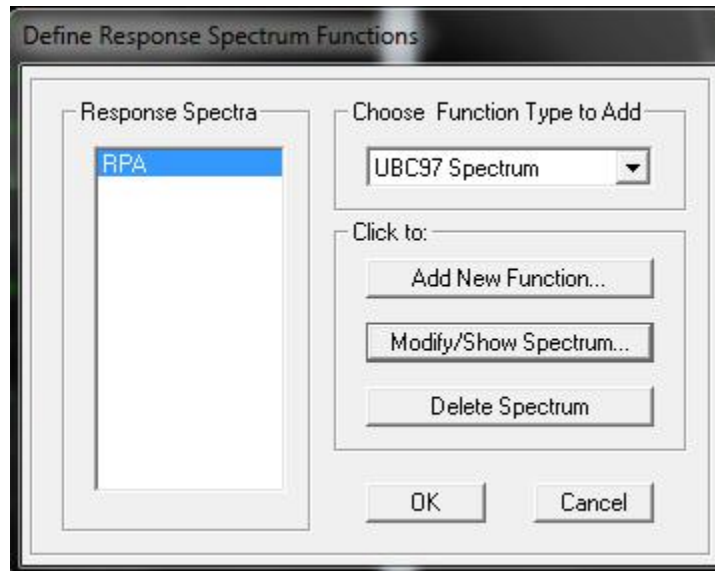 Define Response Spectrum Functions
Response Spectra
RPA
Choose Function Type to Add
UBC97 Spectrum
Click to:
Add New Function...
Modify/Show Spectrum...
Delete Spectrum
OK
Cancel